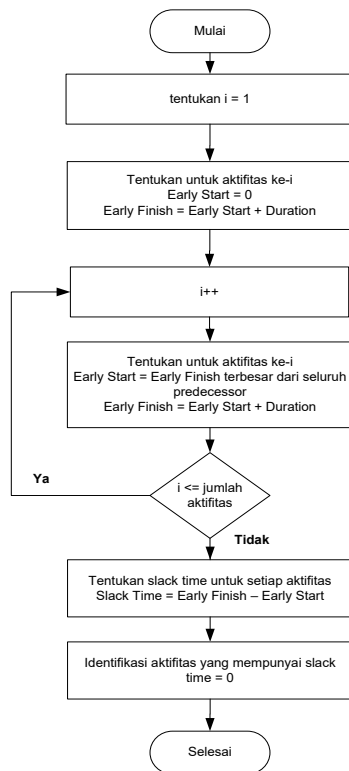 Mulai
tentukan i = 1
Tentukan untuk aktifitas ke-i
Early Start = 0
Early Finish = Early Start + Duration
i++
Tentukan untuk aktifitas ke-i
Early Start = Early Finish terbesar dari seluruh
predecessor
Early Finish = Early Start + Duration
Ya
i <= jumlah
aktifitas
Tidak
Tentukan slack time untuk setiap aktifitas
Slack Time = Early Finish – Early Start
Identifikasi aktifitas yang mempunyai slack
time = 0
Selesai